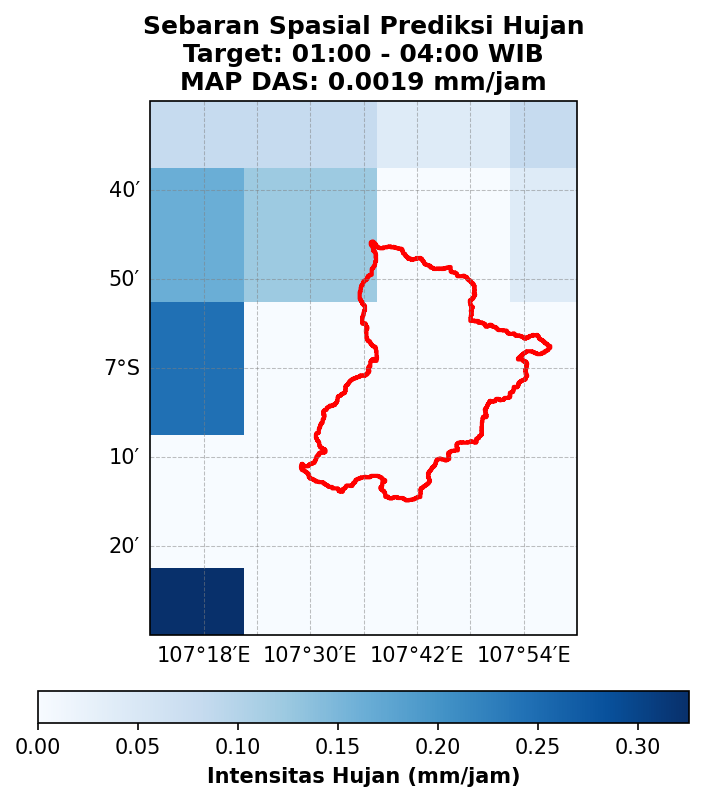 Sebaran Spasial Prediksi Hujan
Target: 01:00 - 04:00 WIB
MAP DAS: 0.0019 mm/jam
40′
50′
7°S
10′
20′
107°18′E 107°30′E 107°42′E 107°54′E
0.00 0.05 0.10 0.15 0.20 0.25 0.30
Intensitas Hujan (mm/jam)